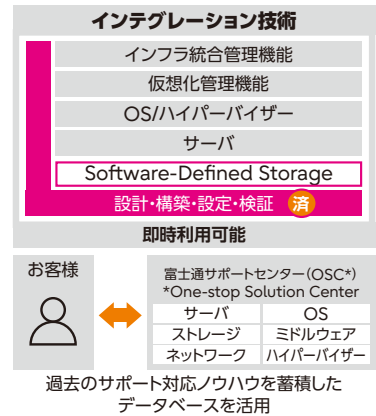 インテグレーション技術
インフラ統合管理機能
仮想化管理機能
OS/ハイパーバイザー
サーバ
Software-Defined Storage
設計・構築・設定・検証 済
即時利用可能
お客様
富士通サポートセンター(OSC*)
*One-stop Solution Center
サーバ OS
ストレージ ミドルウェア
ネットワーク ハイパーバイザー
過去のサポート対応ノウハウを蓄積した
データベースを活用